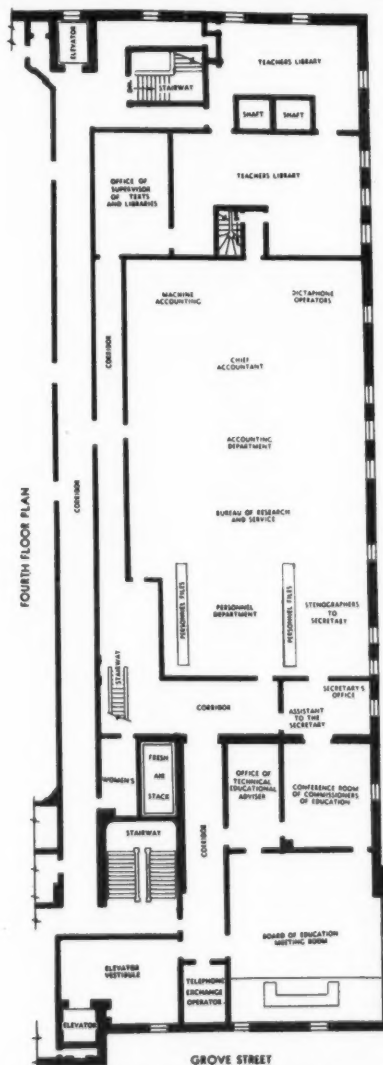 ELEVATOR
STAIRWAY
TEACHERS LIBRARY
SHAFT
SHAFT
OFFICE OF
SUPERVISOR
OF TEXTS
AND LIBRARIES
TEACHERS LIBRARY
MACHINE
ACCOUNTING
DICTAPHONE
OPERATORS
CORRIDOR
CHIEF
ACCOUNTANT
ACCOUNTING
DEPARTMENT
CORRIDOR
BUREAU OF RESEARCH
AND SERVICE
FOURTH FLOOR PLAN
PERSONNEL FILES
PERSONNEL
DEPARTMENT
PERSONNEL FILES
STENOGRAPHERS
TO
SECRETARY
STAIRWAY
SECRETARY'S
OFFICE
CORRIDOR
ASSISTANT
TO THE
SECRETARY
WOMEN'S
FRESH
AIR
STACK
OFFICE OF
TECHNICAL
EDUCATIONAL
ADVISER
CONFERENCE ROOM
OF COMMISSIONERS
OF EDUCATION
STAIRWAY
CORRIDOR
BOARD OF EDUCATION
MEETING ROOM
ELEVATOR
VESTIBULE
TELEPHONE
EXCHANGE
OPERATOR
ELEVATOR
GROVE STREET